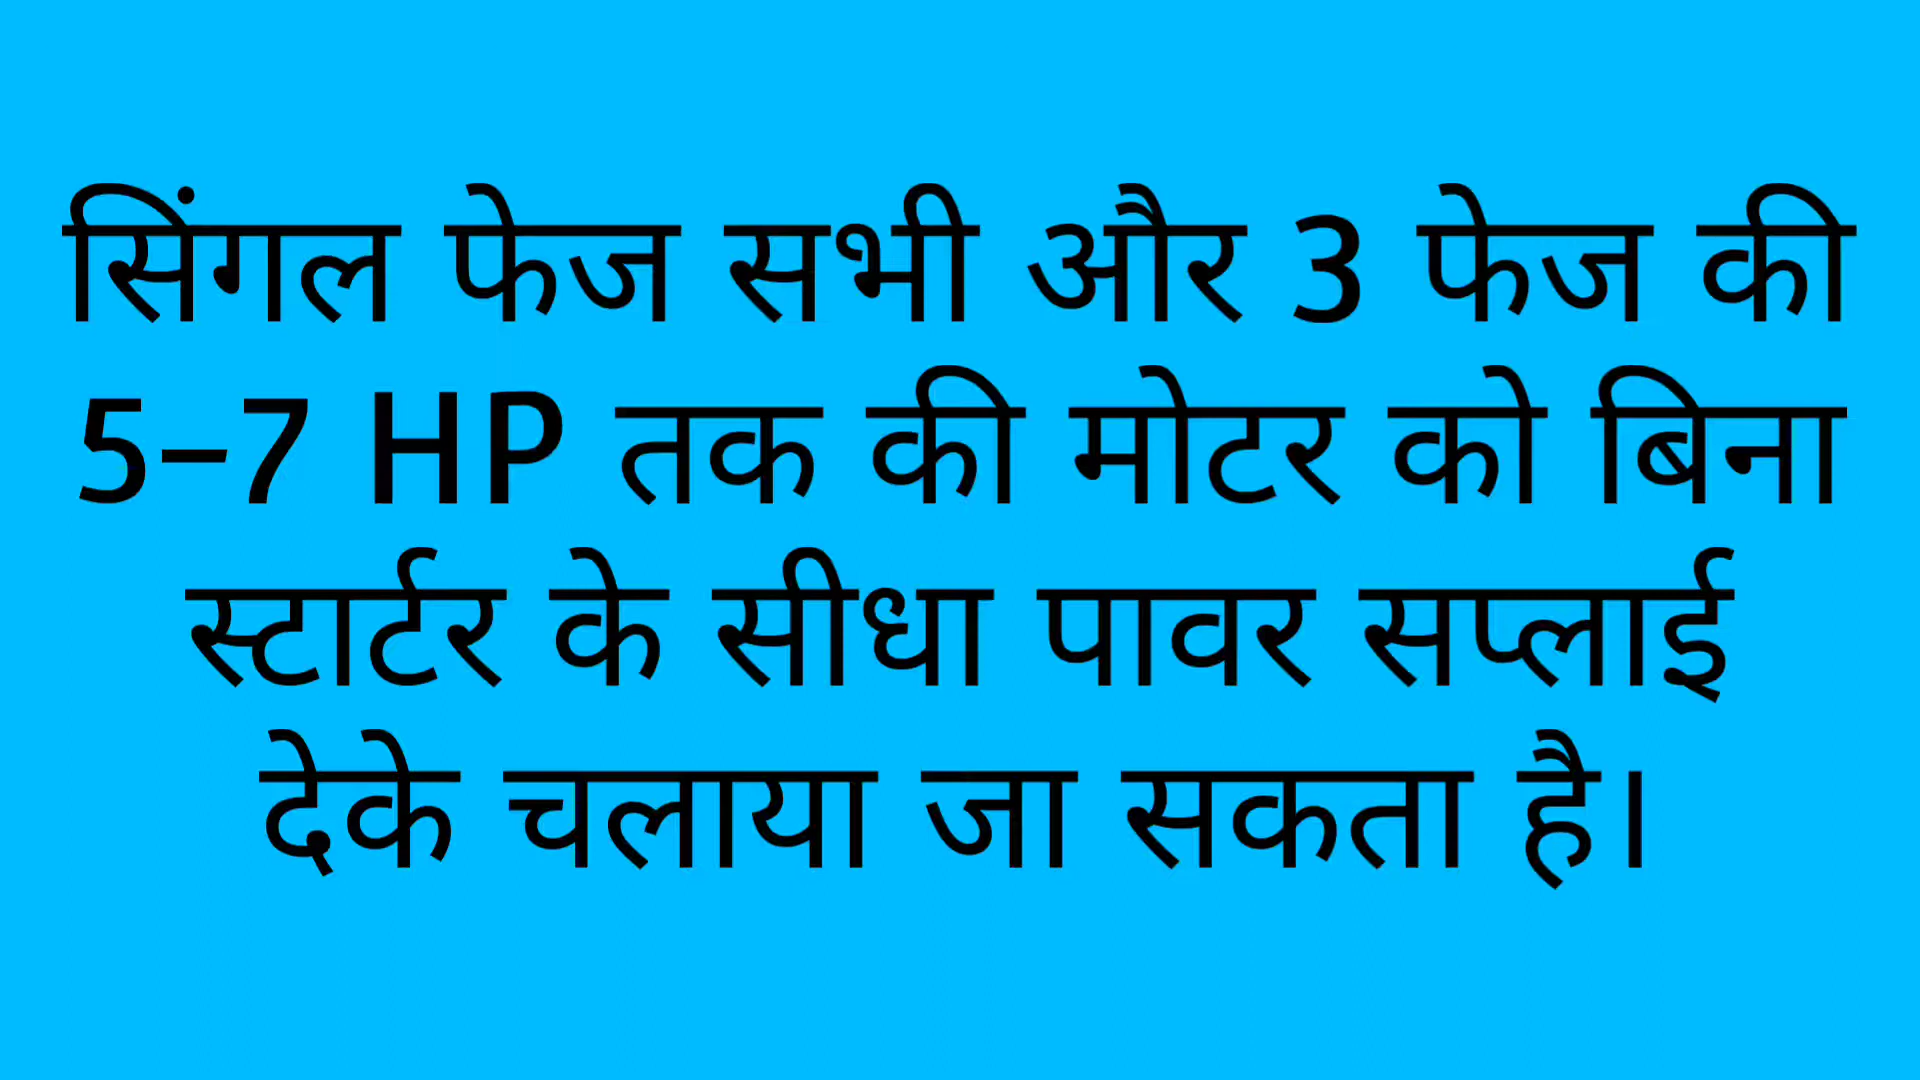 सिंगल फेज सभी और 3 फेज की
5–7 HP तक की मोटर को बिना
स्टार्टर के सीधा पावर सप्लाई
देके चलाया जा सकता है।